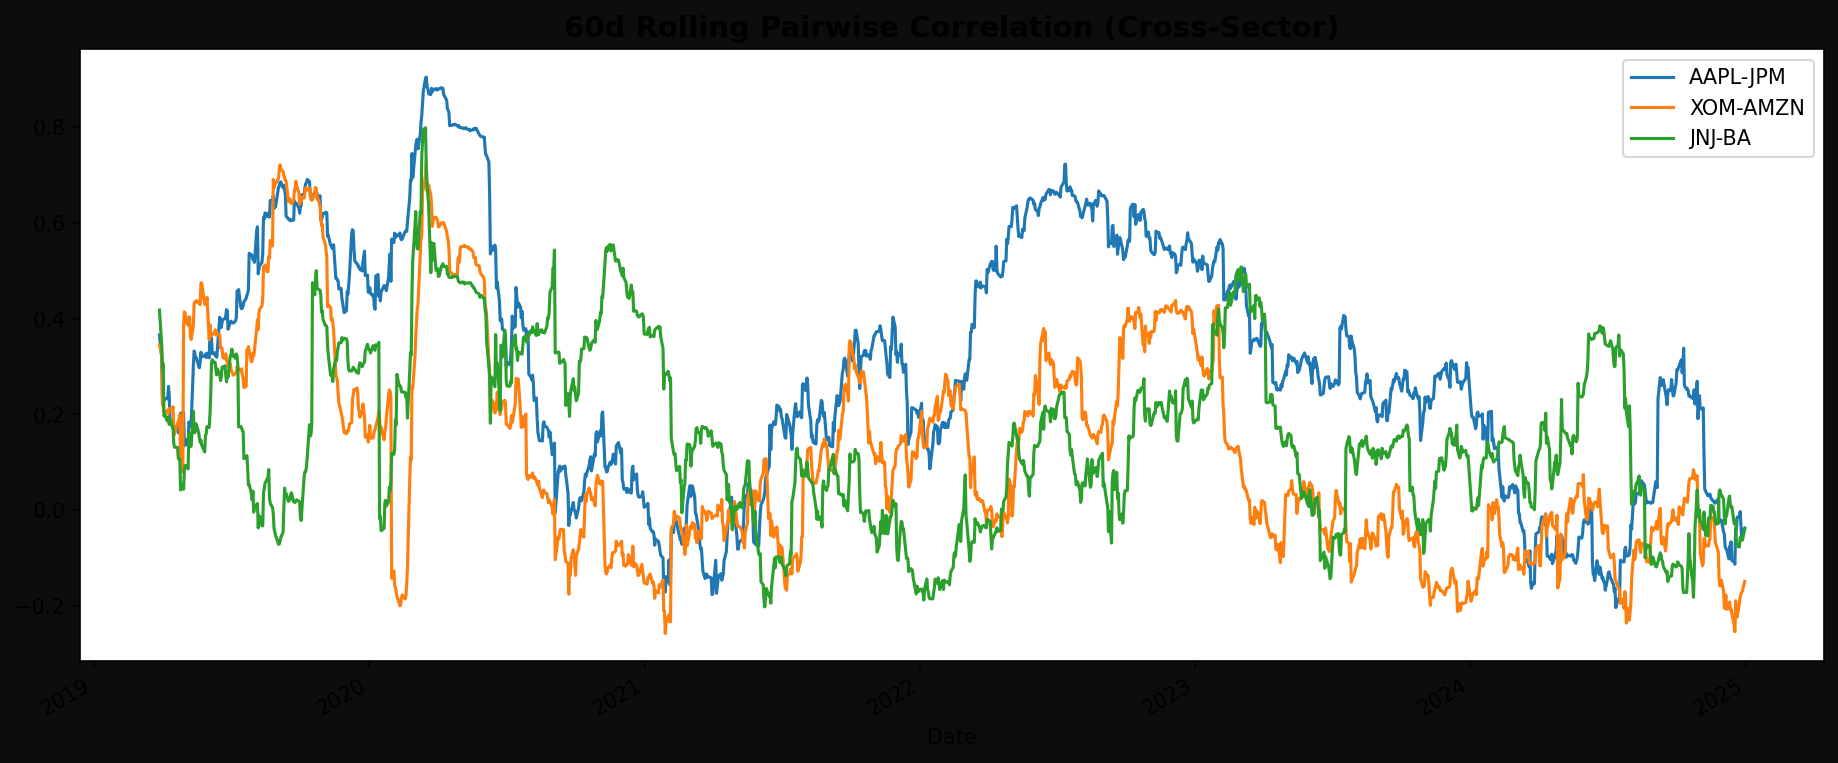 60d Rolling Pairwise Correlation (Cross-Sector)
AAPL-JPM
XOM-AMZN
JNJ-BA
0.8
0.6
0.4
0.2
0.0
−0.2
2019
2020
2021
2022
2023
2024
2025
Date